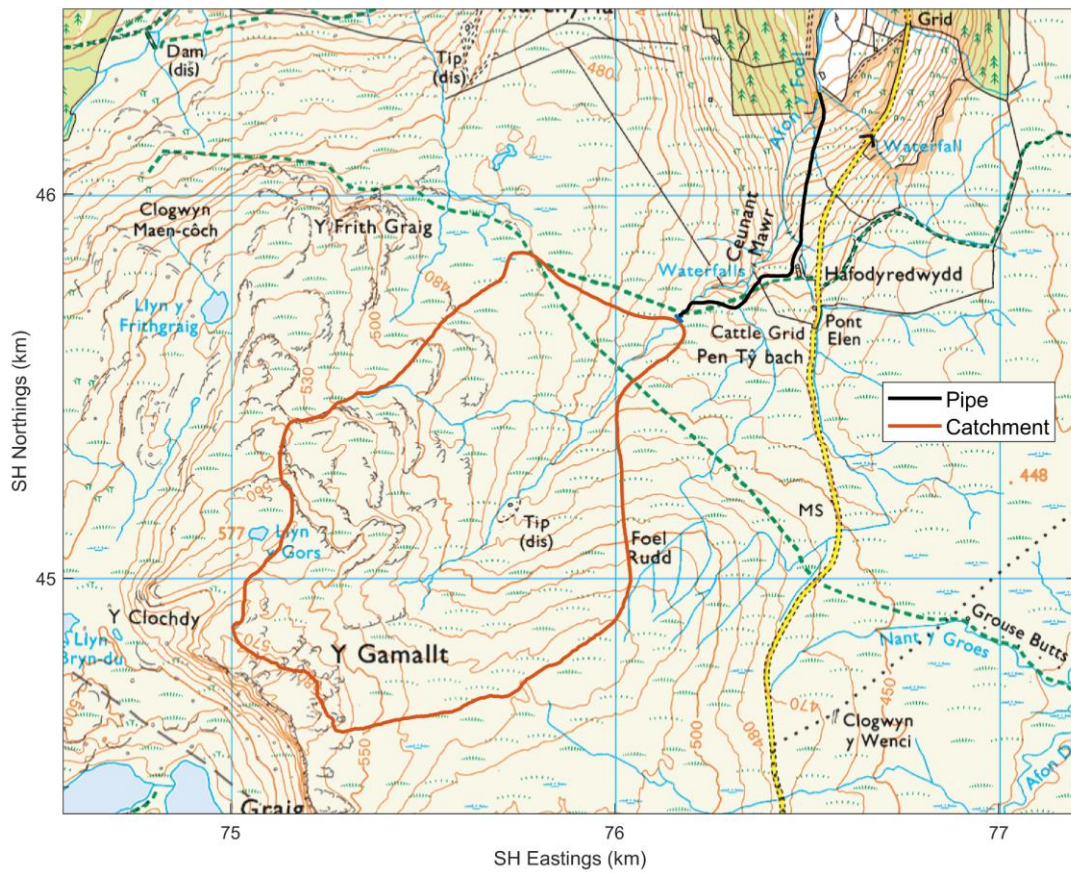 Grid
Dam
(dis)
Tip
(dis)
480
Afon y Foel
Waterfall
46
Clogwyn
Maen-côch
Y Frith Graig
Ceunant
Mawr
480
Waterfalls
Hafodyredwydd
Llyn y
Frithgraig
500
Cattle Grid
Pont
Elen
Pen Tŷ bach
530
Pipe
Catchment
SH Northings (km)
560
448
577
Llyn
y Gors
Tip
(dis)
MS
Foel
Rudd
45
Y Clochdy
Grouse Butts
Llyn
Bryn-du
Y Gamallt
Nant y Groes
450
470
Clogwyn
y Wenci
500
480
550
Graig
75
76
77
SH Eastings (km)